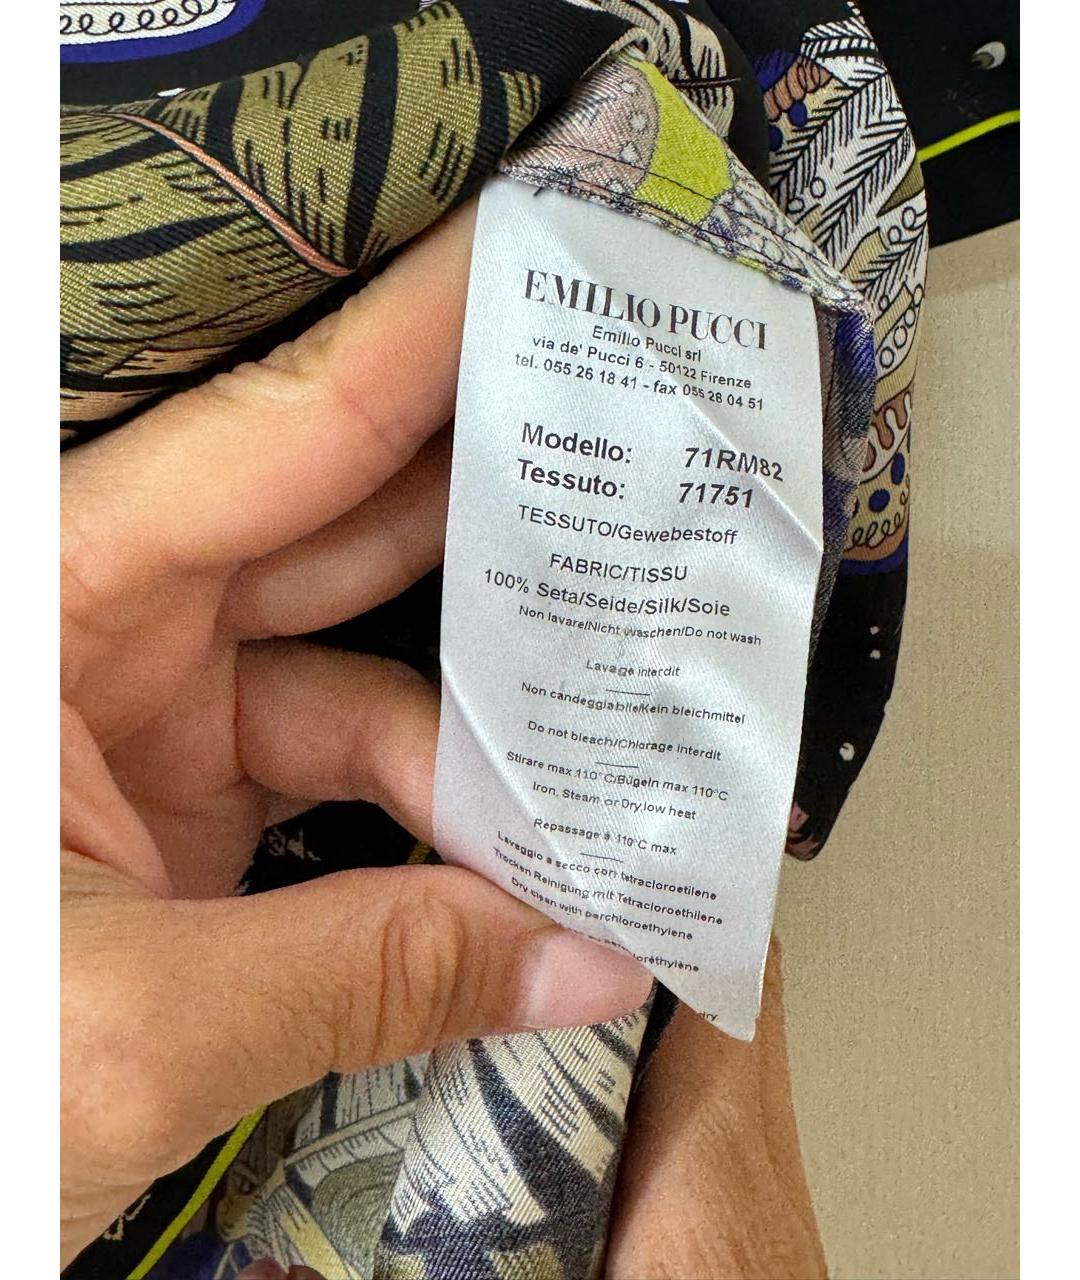 EMILIO PUCCI
Emilio Pucci srl
via de' Pucci 6 - 50122 Firenze
tel. 055 26 18 41 - fax 055 28 04 51
Modello: 71RM82
Tessuto: 71751
TESSUTO/Gewebestoff
FABRIC/TISSU
100% Seta/Seide/Silk/Soie
Non lavare/Nicht waschen/Do not wash
Lavage interdit
Non candeggiabile/Kein bleichmittel
Do not bleach/Chlorage interdit
Stirare max 110°C/Bügeln max 110°C
Iron, Steam or Dry, low heat
Repassage à 110°C max
Lavaggio a secco con tetracloroetilene
Trocken Reinigung mit Tetracloroethilene
Dry clean with perchloroethylene